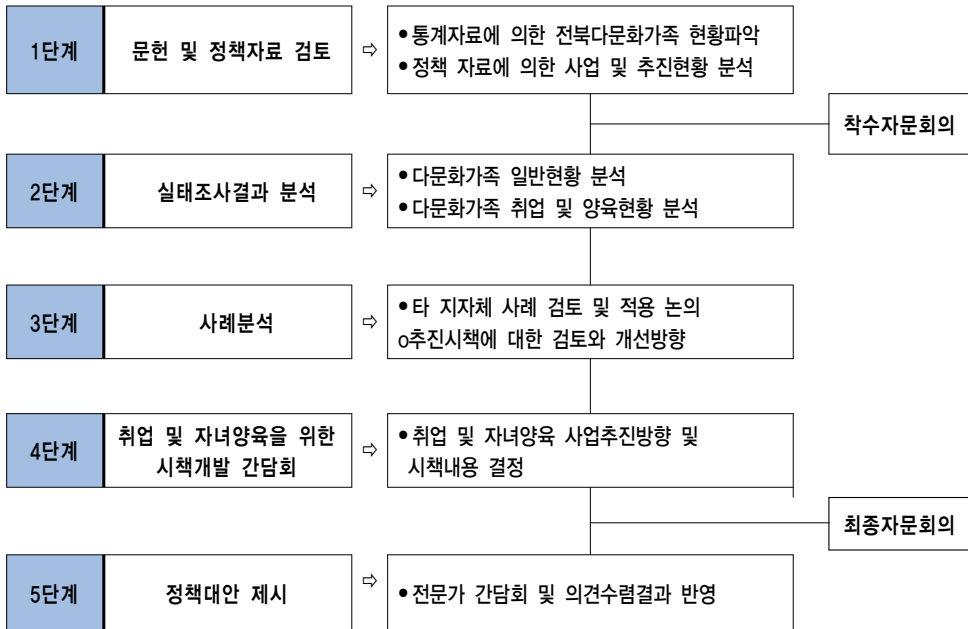 1단계
문헌 및 정책자료 검토
⇨
•통계자료에 의한 전북다문화가족 현황파악
•정책 자료에 의한 사업 및 추진현황 분석
착수자문회의
2단계
실태조사결과 분석
⇨
•다문화가족 일반현황 분석
•다문화가족 취업 및 양육현황 분석
3단계
사례분석
⇨
•타 지자체 사례 검토 및 적용 논의
o추진시책에 대한 검토와 개선방향
4단계
취업 및 자녀양육을 위한
시책개발 간담회
⇨
•취업 및 자녀양육 사업추진방향 및
시책내용 결정
최종자문회의
5단계
정책대안 제시
⇨
•전문가 간담회 및 의견수렴결과 반영